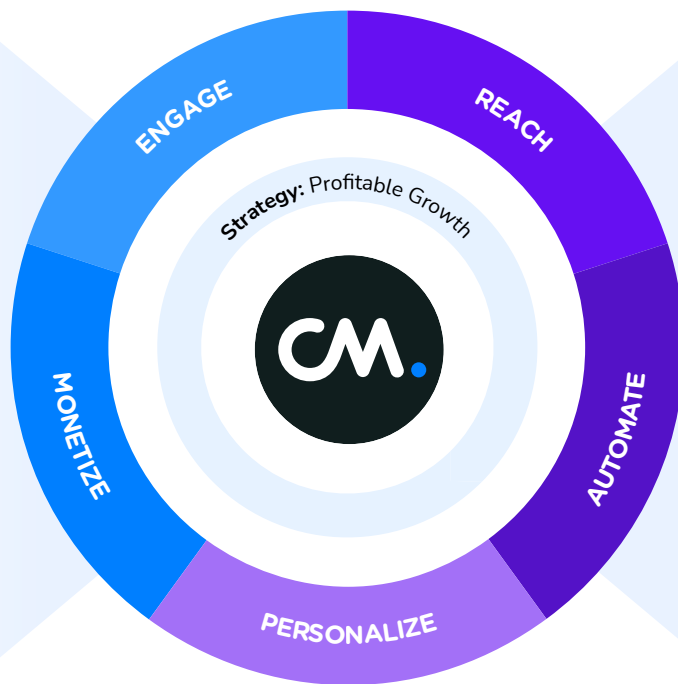 ENGAGE
REACH
Strategy: Profitable Growth
CM.
MONETIZE
AUTOMATE
PERSONALIZE